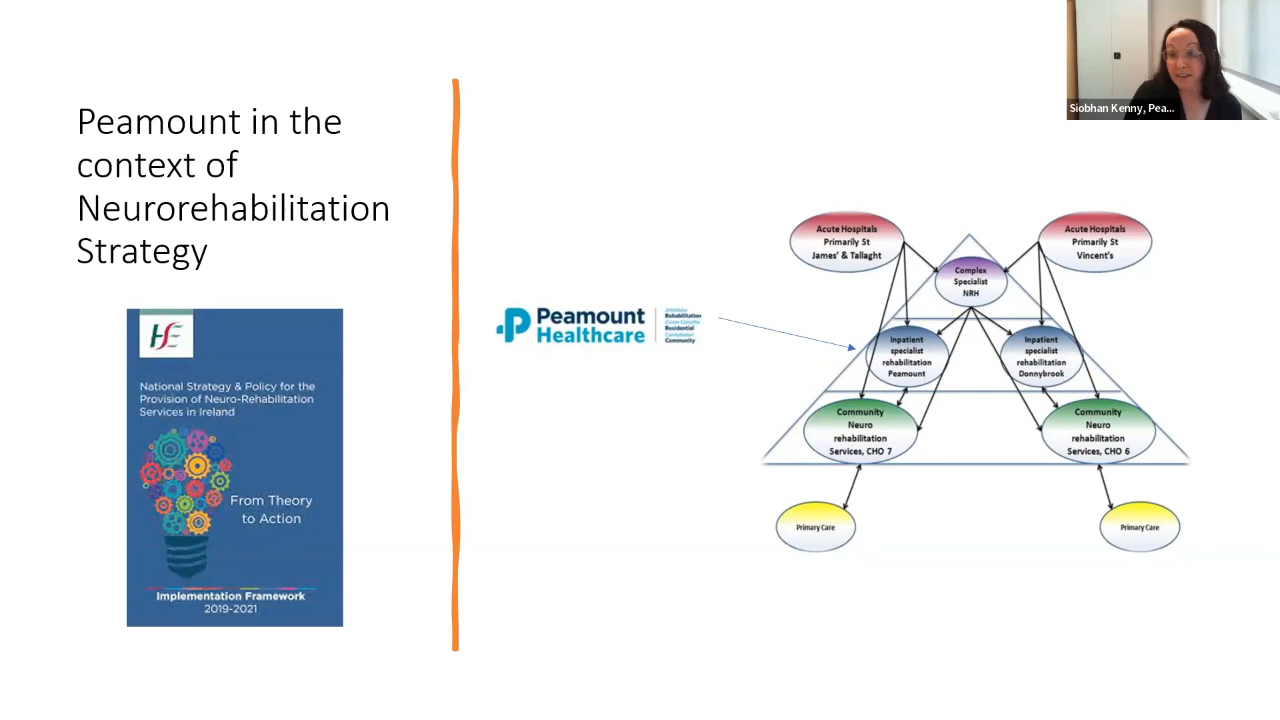 Siobhan Kenny, Pea...
Peamount in the
context of
Neurorehabilitation
Strategy
HSE
National Strategy & Policy for the
Provision of Neuro-Rehabilitation
Services in Ireland
From Theory
to Action
Implementation Framework
2019-2021
Peamount
Healthcare
Rehabilitation
Residential
Community
Acute Hospitals
Primarily St
James' & Tallaght
Acute Hospitals
Primarily St
Vincent's
Complex
Specialist
NRH
Inpatient
specialist
rehabilitation
Peamount
Inpatient
specialist
rehabilitation
Donnybrook
Community
Neuro
rehabilitation
Services, CHO 7
Community
Neuro
rehabilitation
Services, CHO 6
Primary Care
Primary Care